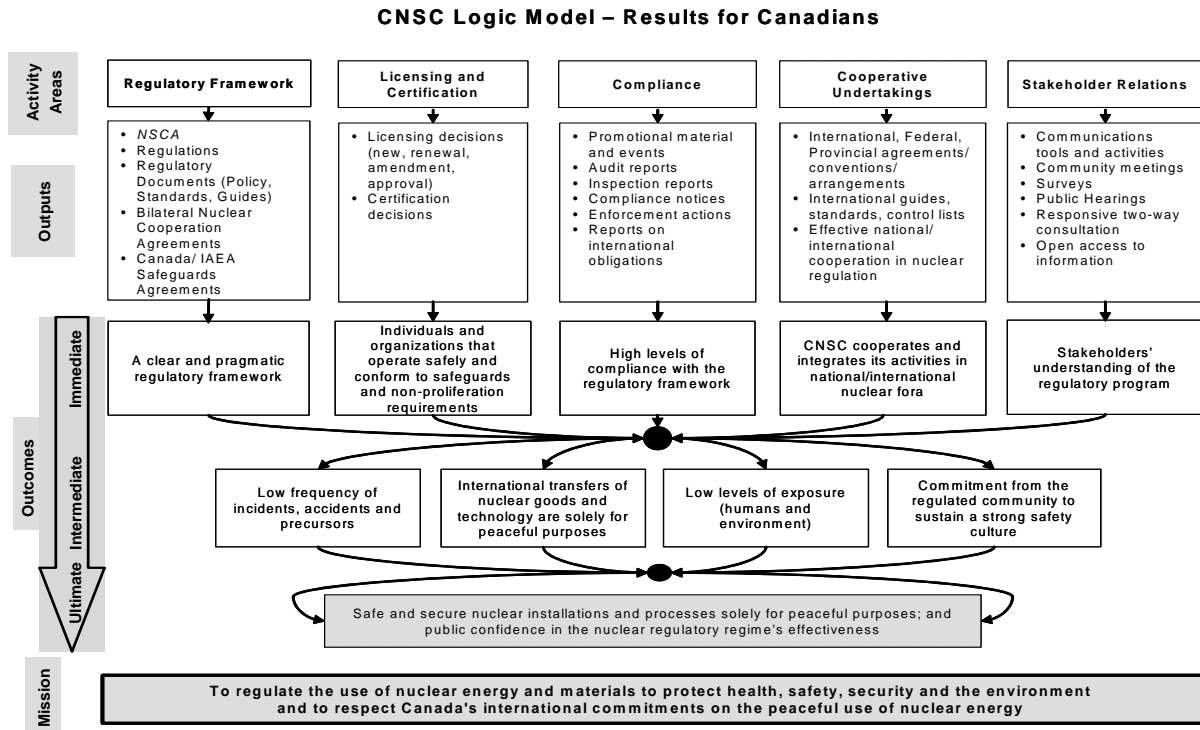 CNSC Logic Model – Results for Canadians
Activity
Areas
Regulatory Framework
Licensing and
Certification
Compliance
Cooperative
Undertakings
Stakeholder Relations
Outputs
• NSCA
• Regulations
• Regulatory
Documents (Policy,
Standards, Guides)
• Bilateral Nuclear
Cooperation
Agreements
• Canada/ IAEA
Safeguards
Agreements
• Licensing decisions
(new, renewal,
amendment,
approval)
• Certification
decisions
• Promotional material
and events
• Audit reports
• Inspection reports
• Compliance notices
• Enforcement actions
• Reports on
international
obligations
• International, Federal,
Provincial agreements/
conventions/
arrangements
• International guides,
standards, control lists
• Effective national/
international
cooperation in nuclear
regulation
• Communications
tools and activities
• Community meetings
• Surveys
• Public Hearings
• Responsive two-way
consultation
• Open access to
information
Outcomes
Immediate
A clear and pragmatic
regulatory framework
Individuals and
organizations that
operate safely and
conform to safeguards
and non-proliferation
requirements
High levels of
compliance with the
regulatory framework
CNSC cooperates and
integrates its activities in
national/international
nuclear fora
Stakeholders’
understanding of the
regulatory program
Intermediate
Low frequency of
incidents, accidents and
precursors
International transfers of
nuclear goods and
technology are solely for
peaceful purposes
Low levels of exposure
(humans and
environment)
Commitment from the
regulated community to
sustain a strong safety
culture
Ultimate
Safe and secure nuclear installations and processes solely for peaceful purposes; and
public confidence in the nuclear regulatory regime’s effectiveness
Mission
To regulate the use of nuclear energy and materials to protect health, safety, security and the environment
and to respect Canada's international commitments on the peaceful use of nuclear energy